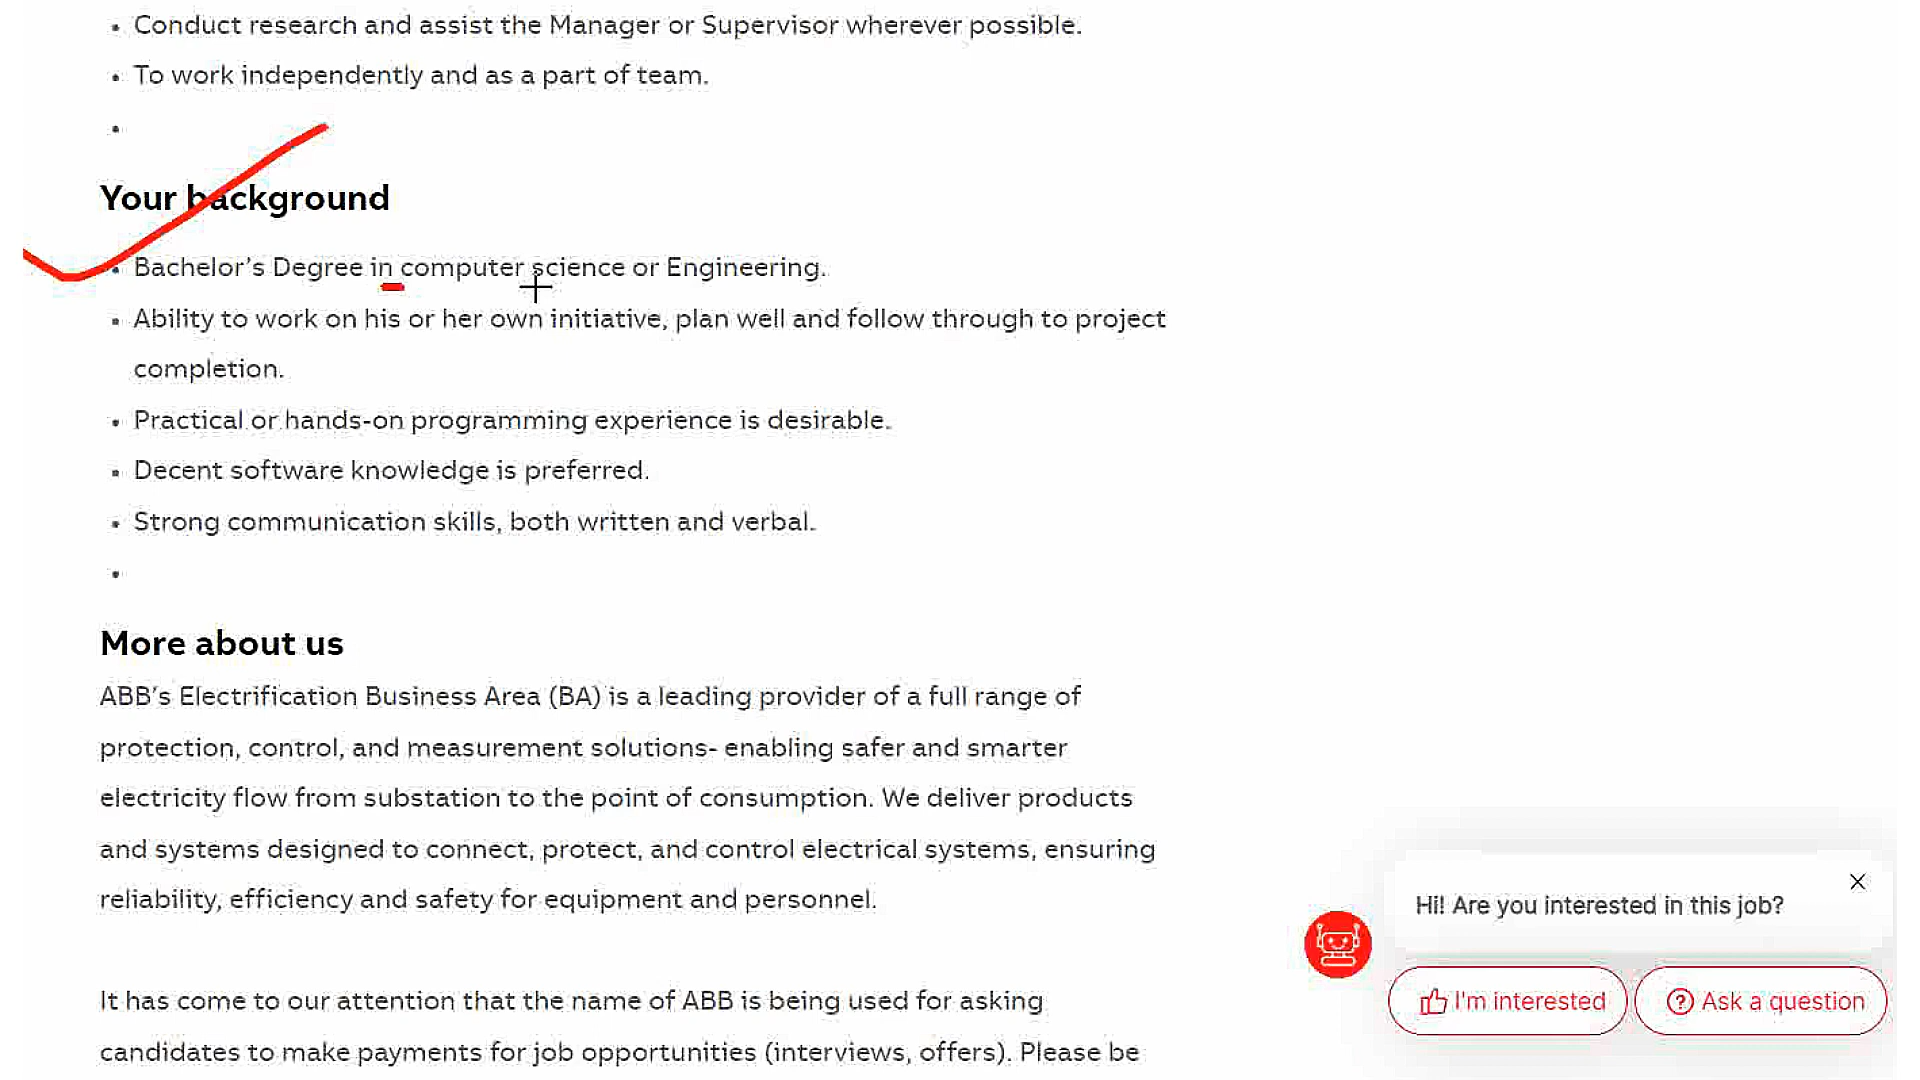 • Conduct research and assist the Manager or Supervisor wherever possible.
• To work independently and as a part of team.
•
Your background
• Bachelor's Degree in computer science or Engineering.
• Ability to work on his or her own initiative, plan well and follow through to project
completion.
• Practical or hands-on programming experience is desirable.
• Decent software knowledge is preferred.
• Strong communication skills, both written and verbal.
•
More about us
ABB's Electrification Business Area (BA) is a leading provider of a full range of
protection, control, and measurement solutions- enabling safer and smarter
electricity flow from substation to the point of consumption. We deliver products
and systems designed to connect, protect, and control electrical systems, ensuring
reliability, efficiency and safety for equipment and personnel.
It has come to our attention that the name of ABB is being used for asking
candidates to make payments for job opportunities (interviews, offers). Please be
Hi! Are you interested in this job?
I'm interested
Ask a question